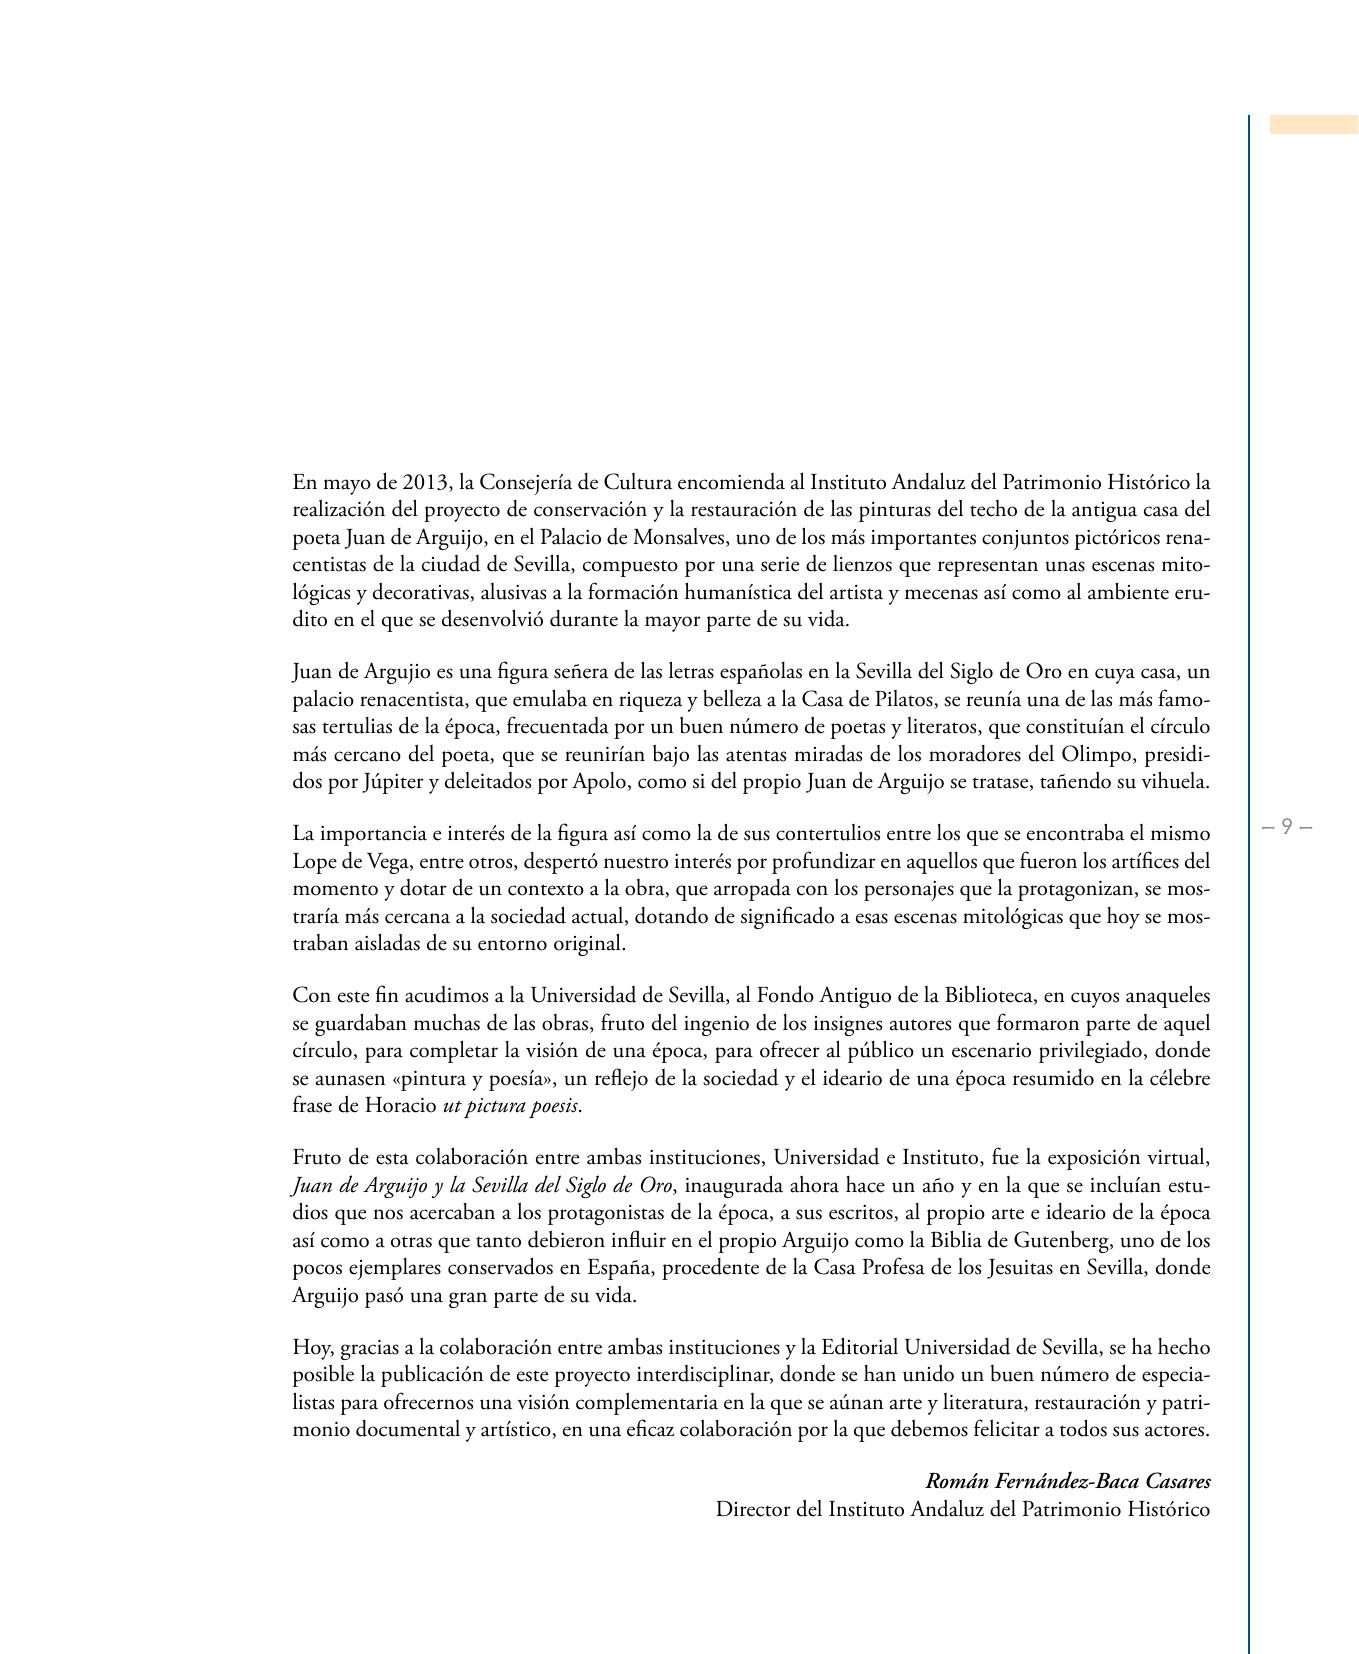 En mayo de 2013, la Consejería de Cultura encomienda al Instituto Andaluz del Patrimonio Histórico la
realización del proyecto de conservación y la restauración de las pinturas del techo de la antigua casa del
poeta Juan de Arguijo, en el Palacio de Monsalves, uno de los más importantes conjuntos pictóricos rena-
centistas de la ciudad de Sevilla, compuesto por una serie de lienzos que representan unas escenas mito-
lógicas y decorativas, alusivas a la formación humanística del artista y mecenas así como al ambiente eru-
dito en el que se desenvolvió durante la mayor parte de su vida.
Juan de Argujio es una figura señera de las letras españolas en la Sevilla del Siglo de Oro en cuya casa, un
palacio renacentista, que emulaba en riqueza y belleza a la Casa de Pilatos, se reunía una de las más famo-
sas tertulias de la época, frecuentada por un buen número de poetas y literatos, que constituían el círculo
más cercano del poeta, que se reunirían bajo las atentas miradas de los moradores del Olimpo, presidi-
dos por Júpiter y deleitados por Apolo, como si del propio Juan de Arguijo se tratase, tañendo su vihuela.
La importancia e interés de la figura así como la de sus contertulios entre los que se encontraba el mismo
Lope de Vega, entre otros, despertó nuestro interés por profundizar en aquellos que fueron los artífices del
momento y dotar de un contexto a la obra, que arropada con los personajes que la protagonizan, se mos-
traría más cercana a la sociedad actual, dotando de significado a esas escenas mitológicas que hoy se mos-
traban aisladas de su entorno original.
Con este fin acudimos a la Universidad de Sevilla, al Fondo Antiguo de la Biblioteca, en cuyos anaqueles
se guardaban muchas de las obras, fruto del ingenio de los insignes autores que formaron parte de aquel
círculo, para completar la visión de una época, para ofrecer al público un escenario privilegiado, donde
se aunasen «pintura y poesía», un reflejo de la sociedad y el ideario de una época resumido en la célebre
frase de Horacio ut pictura poesis.
Fruto de esta colaboración entre ambas instituciones, Universidad e Instituto, fue la exposición virtual,
Juan de Arguijo y la Sevilla del Siglo de Oro, inaugurada ahora hace un año y en la que se incluían estu-
dios que nos acercaban a los protagonistas de la época, a sus escritos, al propio arte e ideario de la época
así como a otras que tanto debieron influir en el propio Arguijo como la Biblia de Gutenberg, uno de los
pocos ejemplares conservados en España, procedente de la Casa Profesa de los Jesuitas en Sevilla, donde
Arguijo pasó una gran parte de su vida.
Hoy, gracias a la colaboración entre ambas instituciones y la Editorial Universidad de Sevilla, se ha hecho
posible la publicación de este proyecto interdisciplinar, donde se han unido un buen número de especia-
listas para ofrecernos una visión complementaria en la que se aúnan arte y literatura, restauración y patri-
monio documental y artístico, en una eficaz colaboración por la que debemos felicitar a todos sus actores.
Román Fernández-Baca Casares
Director del Instituto Andaluz del Patrimonio Histórico
– 9 –